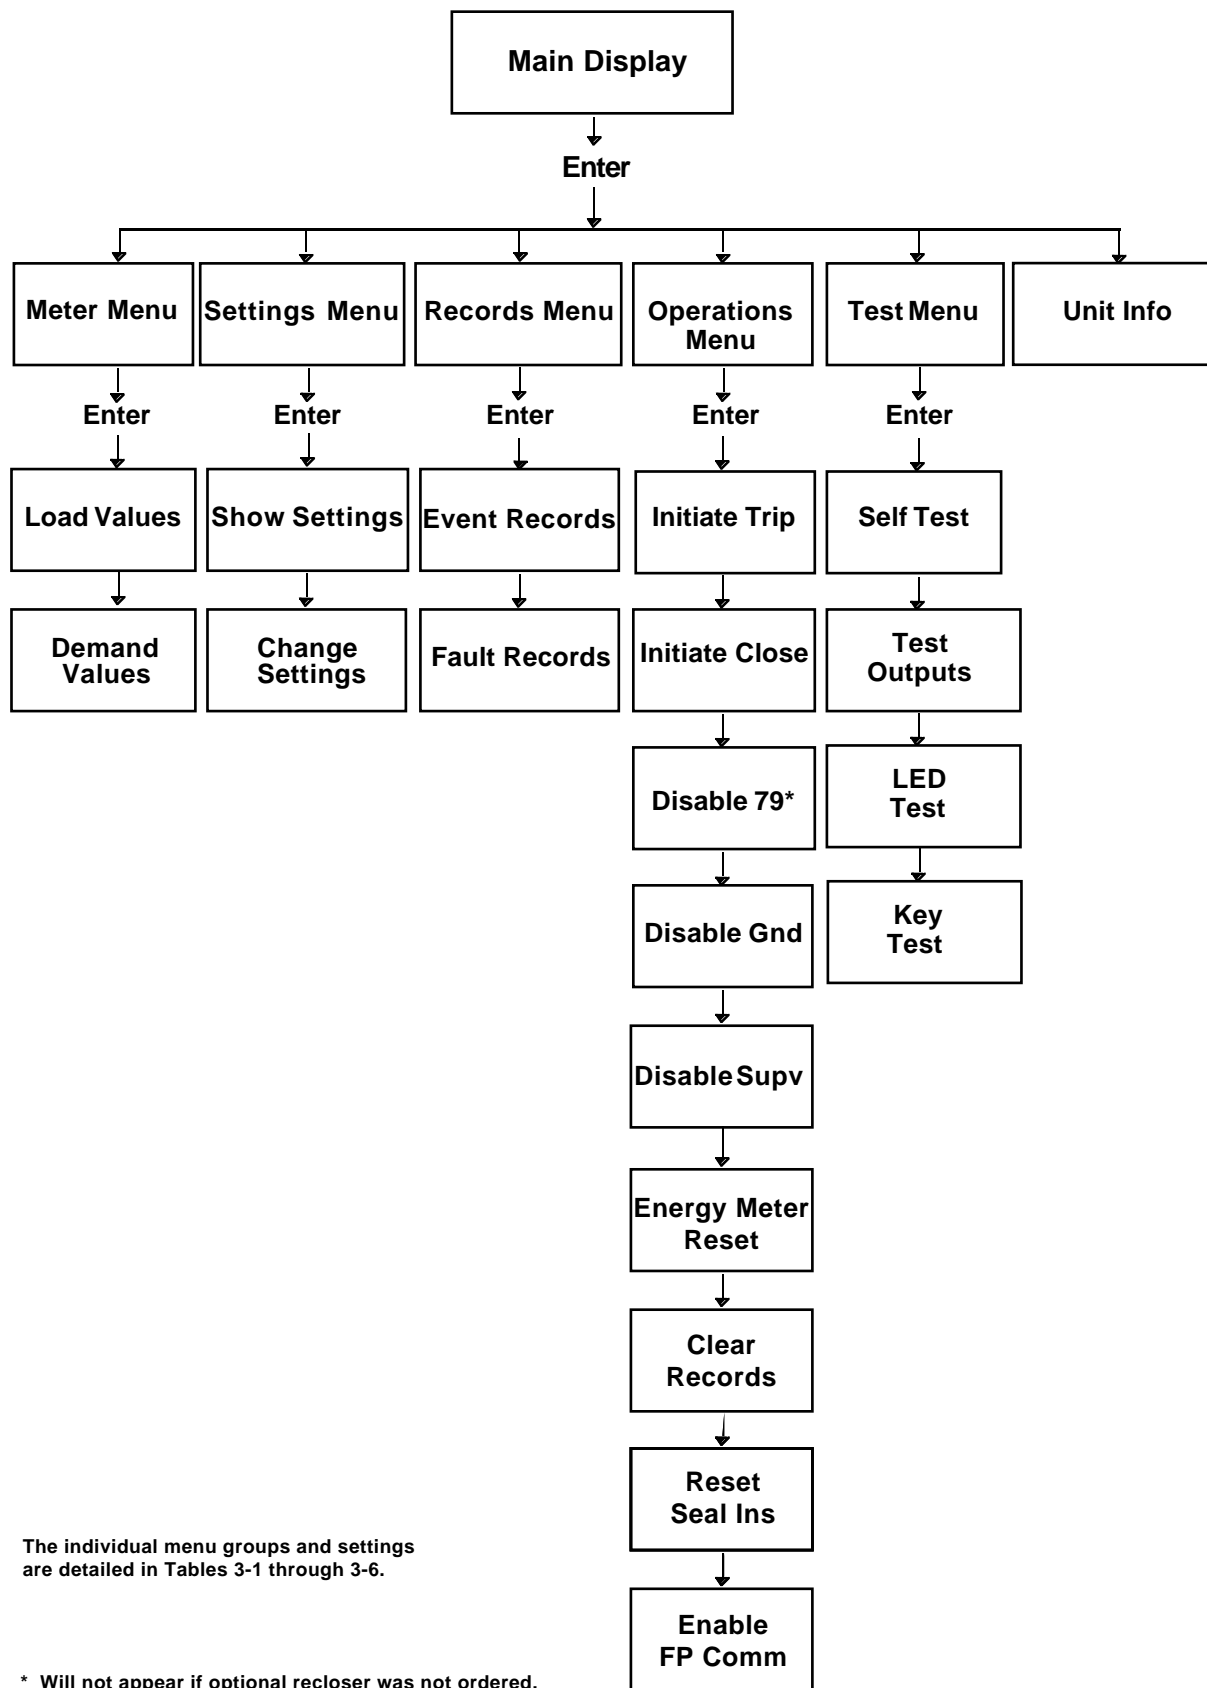 Main Display
Enter
Meter Menu
Settings Menu
Records Menu
Operations
Menu
Test Menu
Unit Info
Enter
Enter
Enter
Enter
Enter
Load Values
Show Settings
Event Records
Initiate Trip
Self Test
Demand
Values
Change
Settings
Fault Records
Initiate Close
Test
Outputs
Disable 79*
LED
Test
Disable Gnd
Key
Test
Disable Supv
Energy Meter
Reset
Clear
Records
Reset
Seal Ins
Enable
FP Comm
The individual menu groups and settings
are detailed in Tables 3-1 through 3-6.
* Will not appear if optional recloser was not ordered.